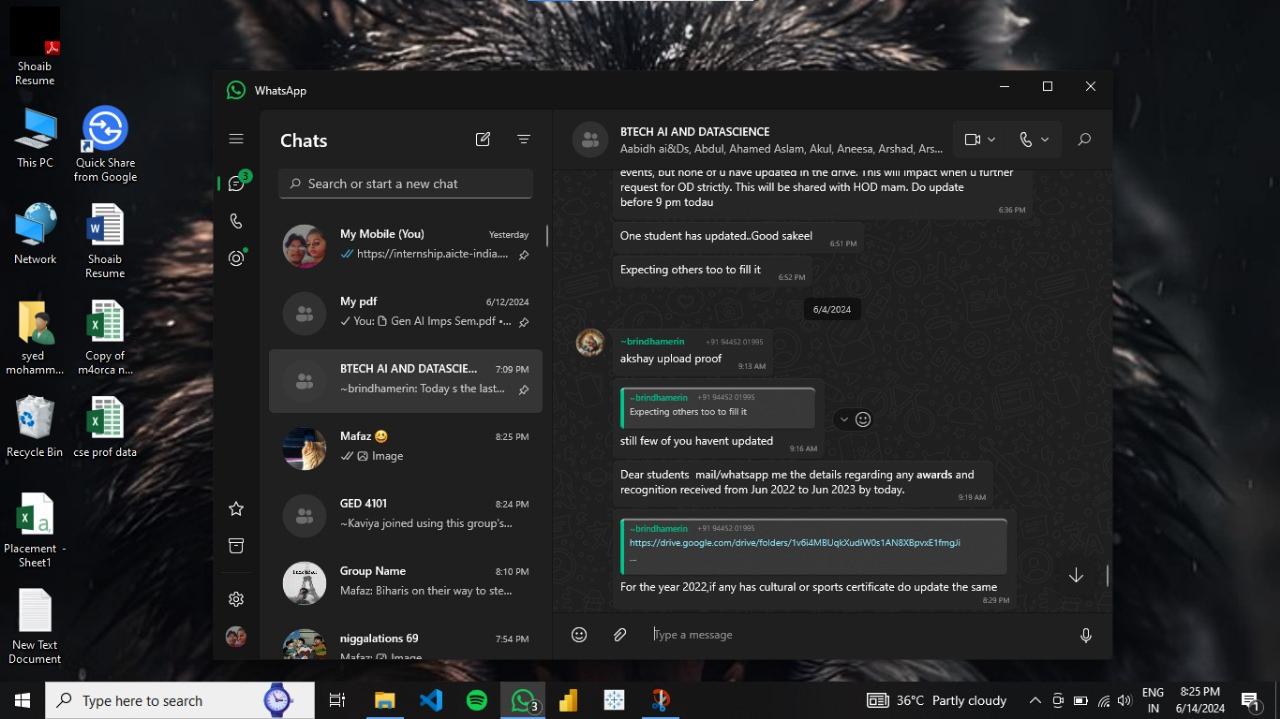 Shoaib
Resume
This PC
Quick Share
from Google
Network
Shoaib
Resume
syed
mohamm...
Copy of
m4orca n...
Recycle Bin
cse prof data
Placement -
Sheet1
New Text
Document
WhatsApp
3
Chats
Search or start a new chat
My Mobile (You)
Yesterday
https://internship.aicte-india....
My pdf
6/12/2024
You: Gen AI Imps Sem.pdf •...
BTECH AI AND DATASCIE...
7:09 PM
~brindhamerin: Today s the last...
Mafaz 😃
8:25 PM
Image
GED 4101
8:24 PM
~Kaviya joined using this group's...
Group Name
8:10 PM
Mafaz: Biharis on their way to ste...
niggalations 69
7:54 PM
Mafaz: Image
BTECH AI AND DATASCIENCE
Aabidh ai&Ds, Abdul, Ahamed Aslam, Akul, Aneesa, Arshad, Ars...
events, but none of u have updated in the drive. This will impact when u further
request for OD strictly. This will be shared with HOD mam. Do update
before 9 pm todau
6:36 PM
One student has updated..Good sakeel
6:51 PM
Expecting others too to fill it
6:52 PM
6/4/2024
~brindhamerin +91 94452 01995
akshay upload proof
9:13 AM
~brindhamerin +91 94452 01995
Expecting others too to fill it
still few of you havent updated
9:16 AM
Dear students mail/whatsapp me the details regarding any awards and
recognition received from Jun 2022 to Jun 2023 by today.
9:19 AM
~brindhamerin +91 94452 01995
https://drive.google.com/drive/folders/1v6i4MBUqkXudiW0s1AN8XBpvxE1fmgJi
...
For the year 2022,if any has cultural or sports certificate do update the same
8:29 PM
Type a message
Type here to search
3
36°C Partly cloudy
ENG
IN
8:25 PM
6/14/2024
1